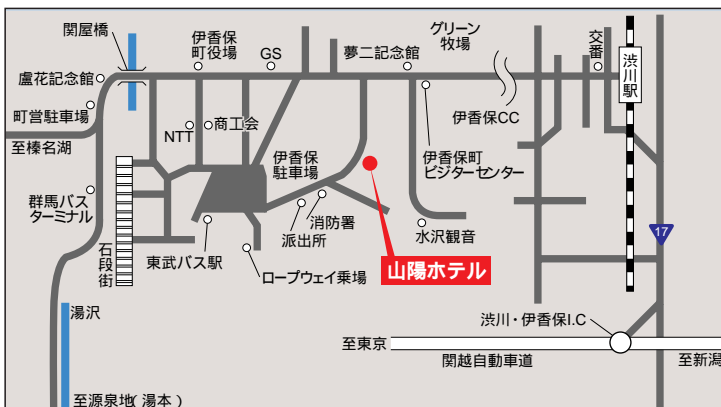 関屋橋
伊香保
町役場
GS
夢二記念館
グリーン
牧場
交番
渋川駅
盧花記念館
町営駐車場
至榛名湖
NTT
商工会
伊香保
駐車場
伊香保町
ビジターセンター
伊香保CC
群馬バス
ターミナル
石段街
東武バス駅
派出所
消防署
ロープウェイ乗場
水沢観音
17
山陽ホテル
湯沢
渋川・伊香保I.C
至東京
関越自動車道
至新潟
至源泉地(湯本)